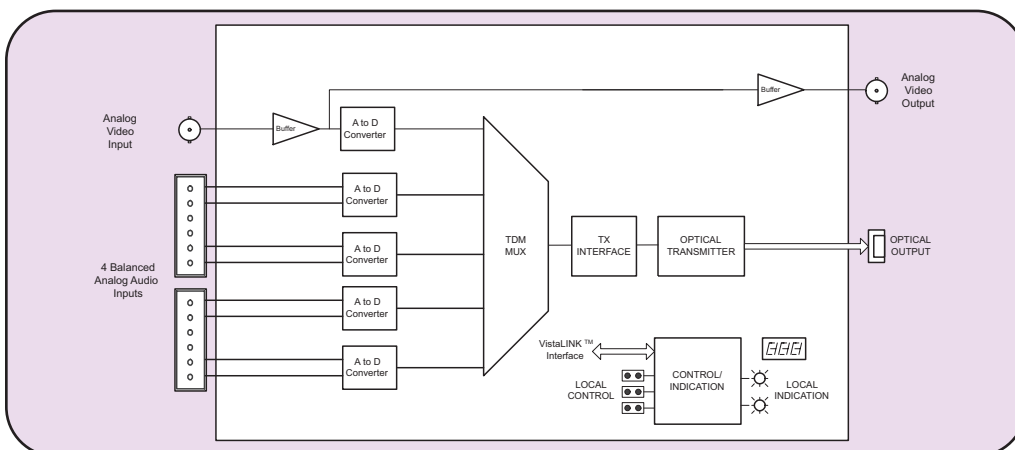 Analog
Video
Input
Buffer
A to D
Converter
Buffer
Analog
Video
Output
4 Balanced
Analog Audio
Inputs
A to D
Converter
A to D
Converter
A to D
Converter
A to D
Converter
TDM
MUX
TX
INTERFACE
OPTICAL
TRANSMITTER
OPTICAL
OUTPUT
VistaLINK ™
Interface
LOCAL
CONTROL
CONTROL/
INDICATION
LOCAL
INDICATION